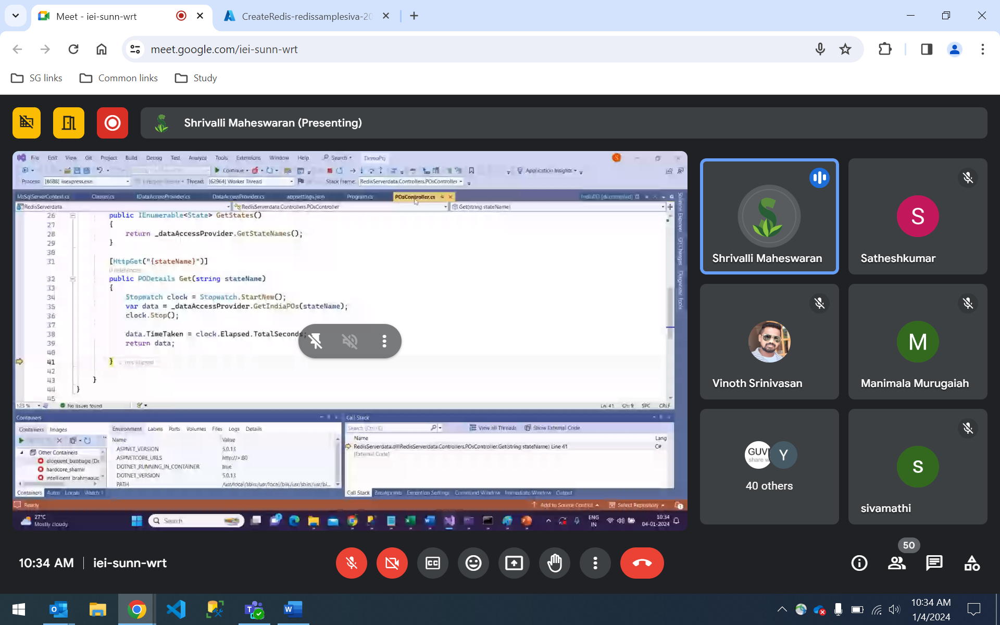 Meet - iei-sunn-wrt
CreateRedis-redissamplesiva-20
meet.google.com/iei-sunn-wrt
SG links
Common links
Study
Shrivalli Maheswaran (Presenting)
File Edit View Git Project Build Debug Test Analyze Tools Extensions Window Help Search DemoPrj
Continue
Application Insights
Process: [8688] iisexpress.exe
Thread: [62964] Worker Thread
Stack Frame: RedisServerdata.Controllers.POsController
MsSqlServerContext.cs Classes.cs IDataAccessProvider.cs DataAccessProvider.cs appsettings.json Program.cs POsController.cs
RedisServerdata
RedisServerdata.Controllers.POsController
Get(string stateName)
26 public IEnumerable<State> GetStates()
27 {
28 return _dataAccessProvider.GetStateNames();
29 }
30
31 [HttpGet("{stateName}")]
0 references
32 public PODetails Get(string stateName)
33 {
34 Stopwatch clock = Stopwatch.StartNew();
35 var data = _dataAccessProvider.GetIndiaPOs(stateName);
36 clock.Stop();
37
38 data.TimeTaken = clock.Elapsed.TotalSeconds;
39 return data;
40
41 }
42
43 }
44 }
45
Solution Explorer
Git Changes
Diagnostic Tools
123 %
No issues found
Ln: 41 Ch: 9 SPC CRLF
Containers
Containers Images
Environment Labels Ports Volumes Files Logs Details
Name Value
Other Containers
hardcore_shamir
ASPNET_VERSION 5.0.13
ASPNETCORE_URLS http://+:80
DOTNET_RUNNING_IN_CONTAINER true
DOTNET_VERSION 5.0.13
PATH /usr/local/sbin:/usr/local/bin:/usr/sbin:/usr/bi...
Containers Autos Locals Watch 1
Call Stack
Search (Ctrl+E)
View all Threads
Show External Code
Name Lang
RedisServerdata.dll!RedisServerdata.Controllers.POsController.Get(string stateName) Line 41 C#
[External Code]
Call Stack Breakpoints Exception Settings Command Window Immediate Window Output
Ready
Add to Source Control
Select Repository
27°C
Mostly cloudy
Search
ENG
IN
10:34
04-01-2024
Shrivalli Maheswaran
S
Satheshkumar
Vinoth Srinivasan
M
Manimala Murugaiah
GUVI
share w
Y
40 others
s
sivamathi
10:34 AM
iei-sunn-wrt
50
10:34 AM
1/4/2024